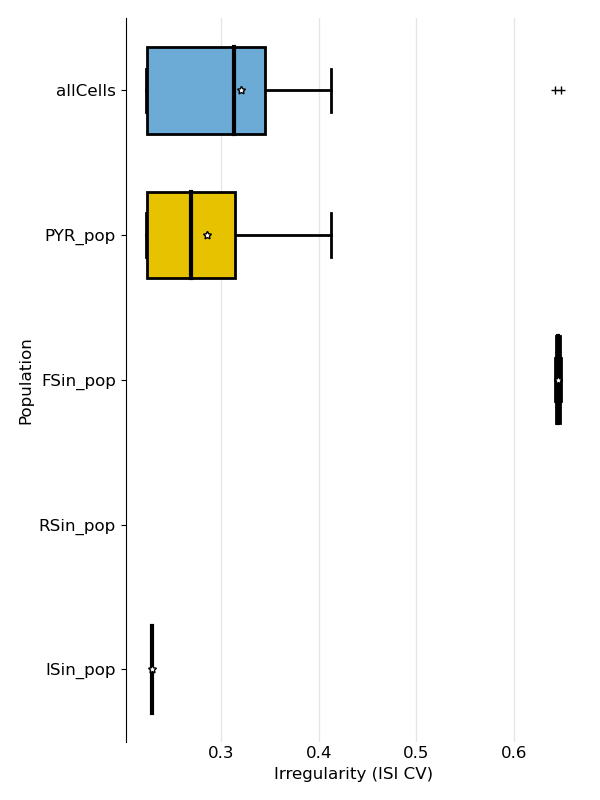 allCells
PYR_pop
FSin_pop
RSin_pop
ISin_pop
Population
0.3 0.4 0.5 0.6
Irregularity (ISI CV)